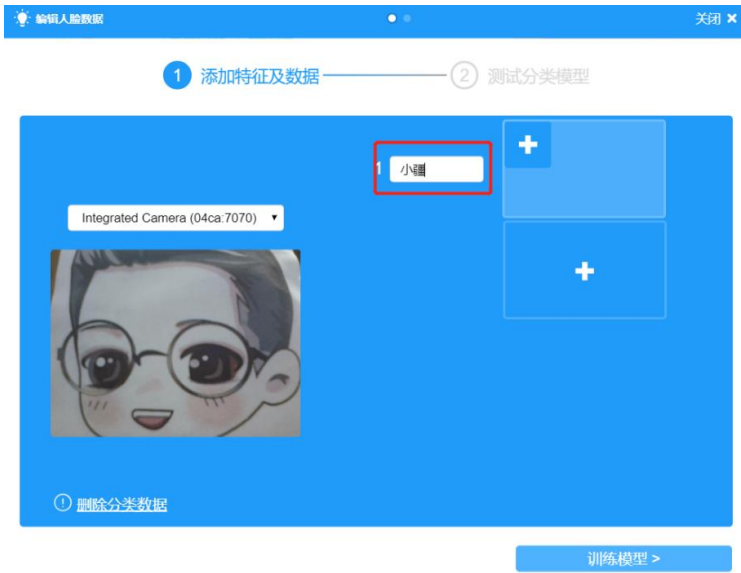 编辑人脸数据
关闭 ×
1 添加特征及数据
2 测试分类模型
1 小疆
Integrated Camera (04ca:7070)
删除分类数据
训练模型 >